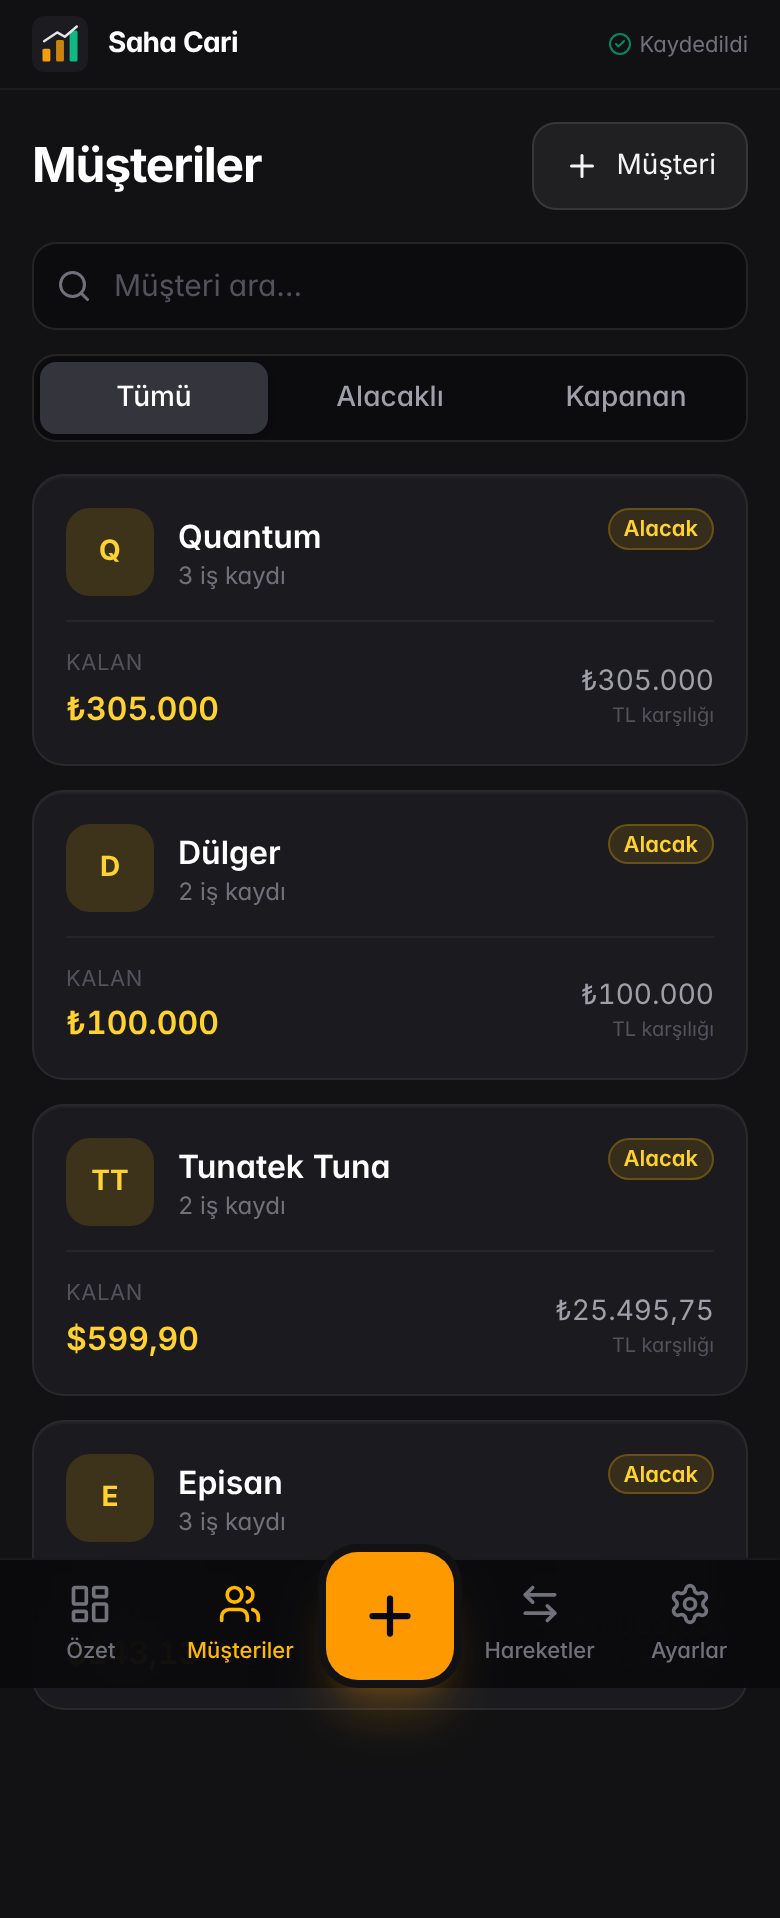 Saha Cari
Kaydedildi
Müşteriler
Müşteri
Müşteri ara...
Tümü
Alacaklı
Kapanan
Q
Quantum
3 iş kaydı
Alacak
KALAN
₺305.000
₺305.000
TL karşılığı
D
Dülger
2 iş kaydı
Alacak
KALAN
₺100.000
₺100.000
TL karşılığı
TT
Tunatek Tuna
2 iş kaydı
Alacak
KALAN
$599,90
₺25.495,75
TL karşılığı
E
Episan
3 iş kaydı
Alacak
Özet
Müşteriler
Hareketler
Ayarlar